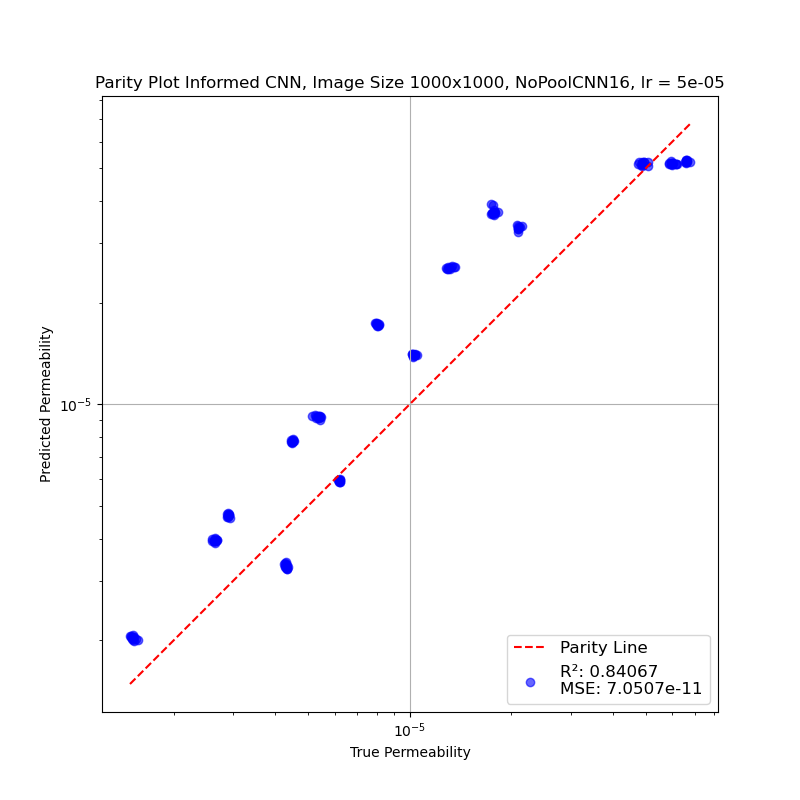 Parity Plot Informed CNN, Image Size 1000x1000, NoPoolCNN16, lr = 5e-05
Predicted Permeability
10⁻⁵
Parity Line
R²: 0.84067
MSE: 7.0507e-11
10⁻⁵
True Permeability